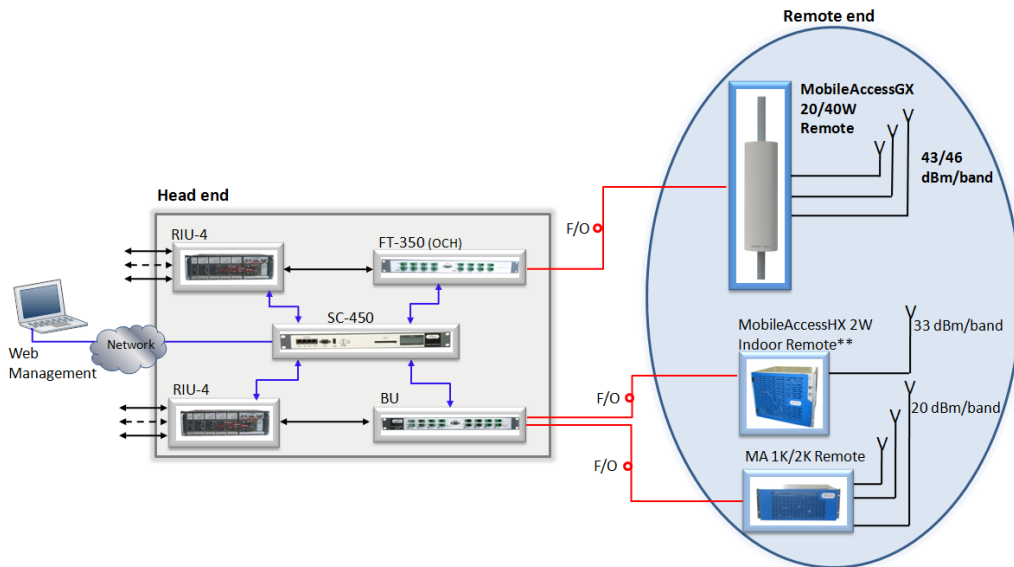 Remote end
MobileAccessGX
20/40W
Remote
43/46
dBm/band
Head end
RIU-4
FT-350 (OCH)
F/O
SC-450
Network
Web
Management
MobileAccessHX 2W
Indoor Remote**
33 dBm/band
RIU-4
BU
F/O
20 dBm/band
F/O
MA 1K/2K Remote